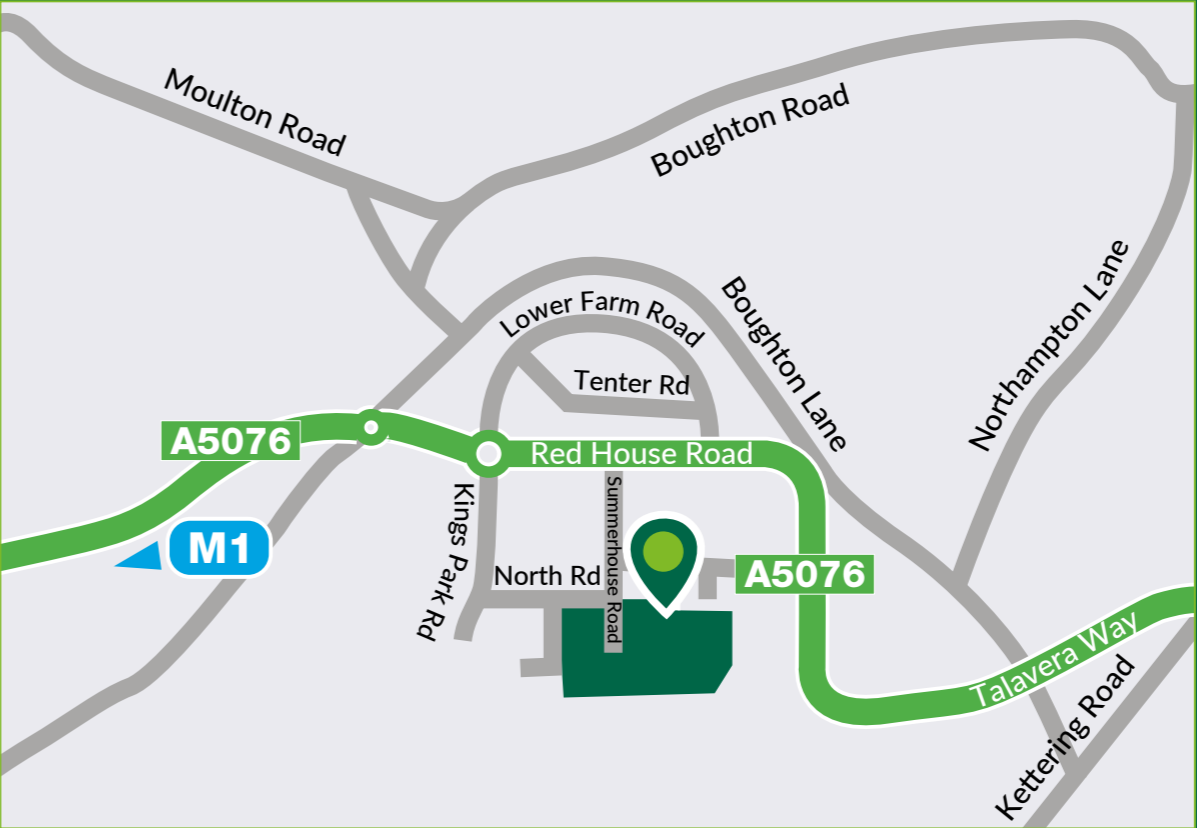 Moulton Road
Boughton Road
Lower Farm Road
Boughton Lane
Northampton Lane
Tenter Rd
A5076
Red House Road
Kings Park Rd
Summerhouse Road
M1
North Rd
A5076
Talavera Way
Kettering Road